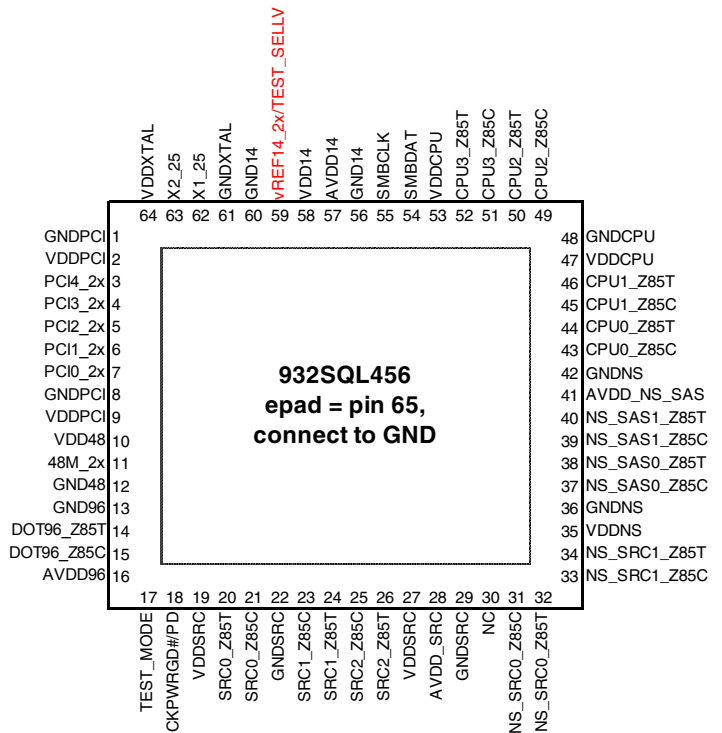 VDDXTAL
X2_25
X1_25
GNDXTAL
GND14
vREF14_2x/TEST_SELLV
VDD14
AVDD14
GND14
SMBCLK
SMBDAT
VDDCPU
CPU3_Z85T
CPU3_Z85C
CPU2_Z85T
CPU2_Z85C
64 63 62 61 60 59 58 57 56 55 54 53 52 51 50 49
GNDPCI 1
VDDPCI 2
PCI4_2x 3
PCI3_2x 4
PCI2_2x 5
PCI1_2x 6
PCI0_2x 7
GNDPCI 8
VDDPCI 9
VDD48 10
48M_2x 11
GND48 12
GND96 13
DOT96_Z85T 14
DOT96_Z85C 15
AVDD96 16
932SQL456
epad = pin 65,
connect to GND
48 GNDCPU
47 VDDCPU
46 CPU1_Z85T
45 CPU1_Z85C
44 CPU0_Z85T
43 CPU0_Z85C
42 GNDNS
41 AVDD_NS_SAS
40 NS_SAS1_Z85T
39 NS_SAS1_Z85C
38 NS_SAS0_Z85T
37 NS_SAS0_Z85C
36 GNDNS
35 VDDNS
34 NS_SRC1_Z85T
33 NS_SRC1_Z85C
17 18 19 20 21 22 23 24 25 26 27 28 29 30 31 32
TEST_MODE
CKPWRGD#/PD
VDDSRC
SRC0_Z85T
SRC0_Z85C
GNDSRC
SRC1_Z85C
SRC1_Z85T
SRC2_Z85C
SRC2_Z85T
VDDSRC
AVDD_SRC
GNDSRC
NC
NS_SRC0_Z85C
NS_SRC0_Z85T